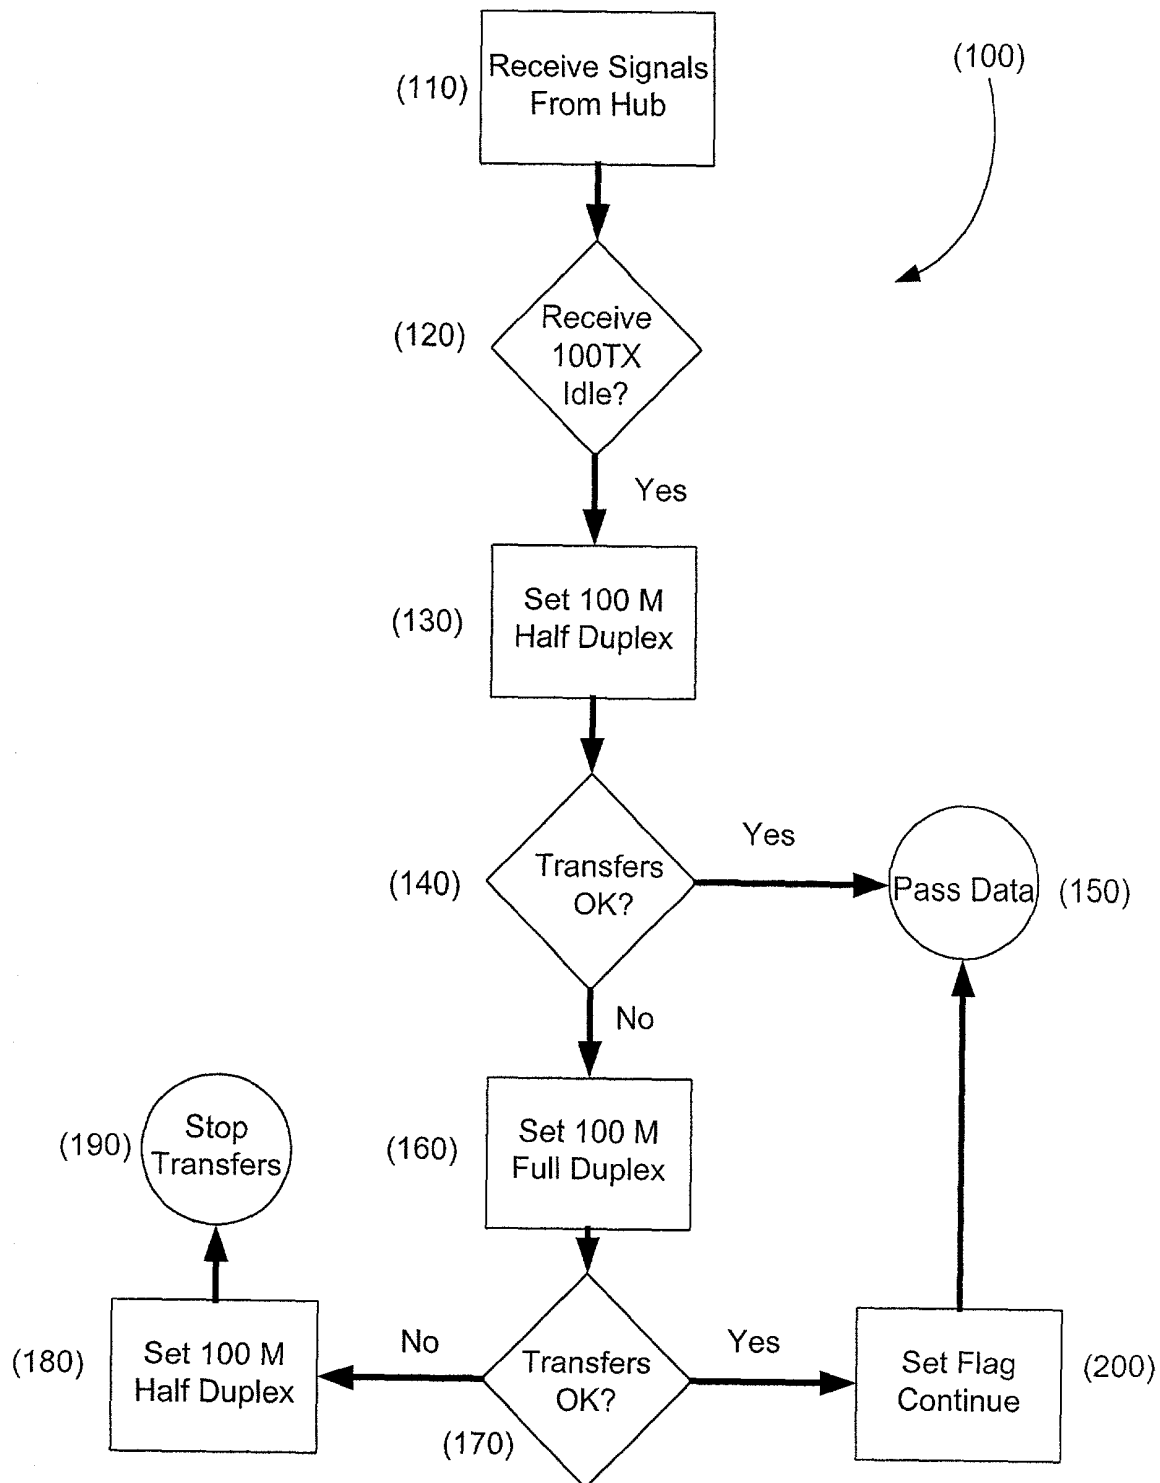 (100)
(110)
Receive Signals
From Hub
(120)
Receive
100TX
Idle?
Yes
(130)
Set 100 M
Half Duplex
(140)
Transfers
OK?
Yes
Pass Data
(150)
No
(160)
Set 100 M
Full Duplex
(190)
Stop
Transfers
(180)
Set 100 M
Half Duplex
No
Transfers
OK?
(170)
Yes
Set Flag
Continue
(200)